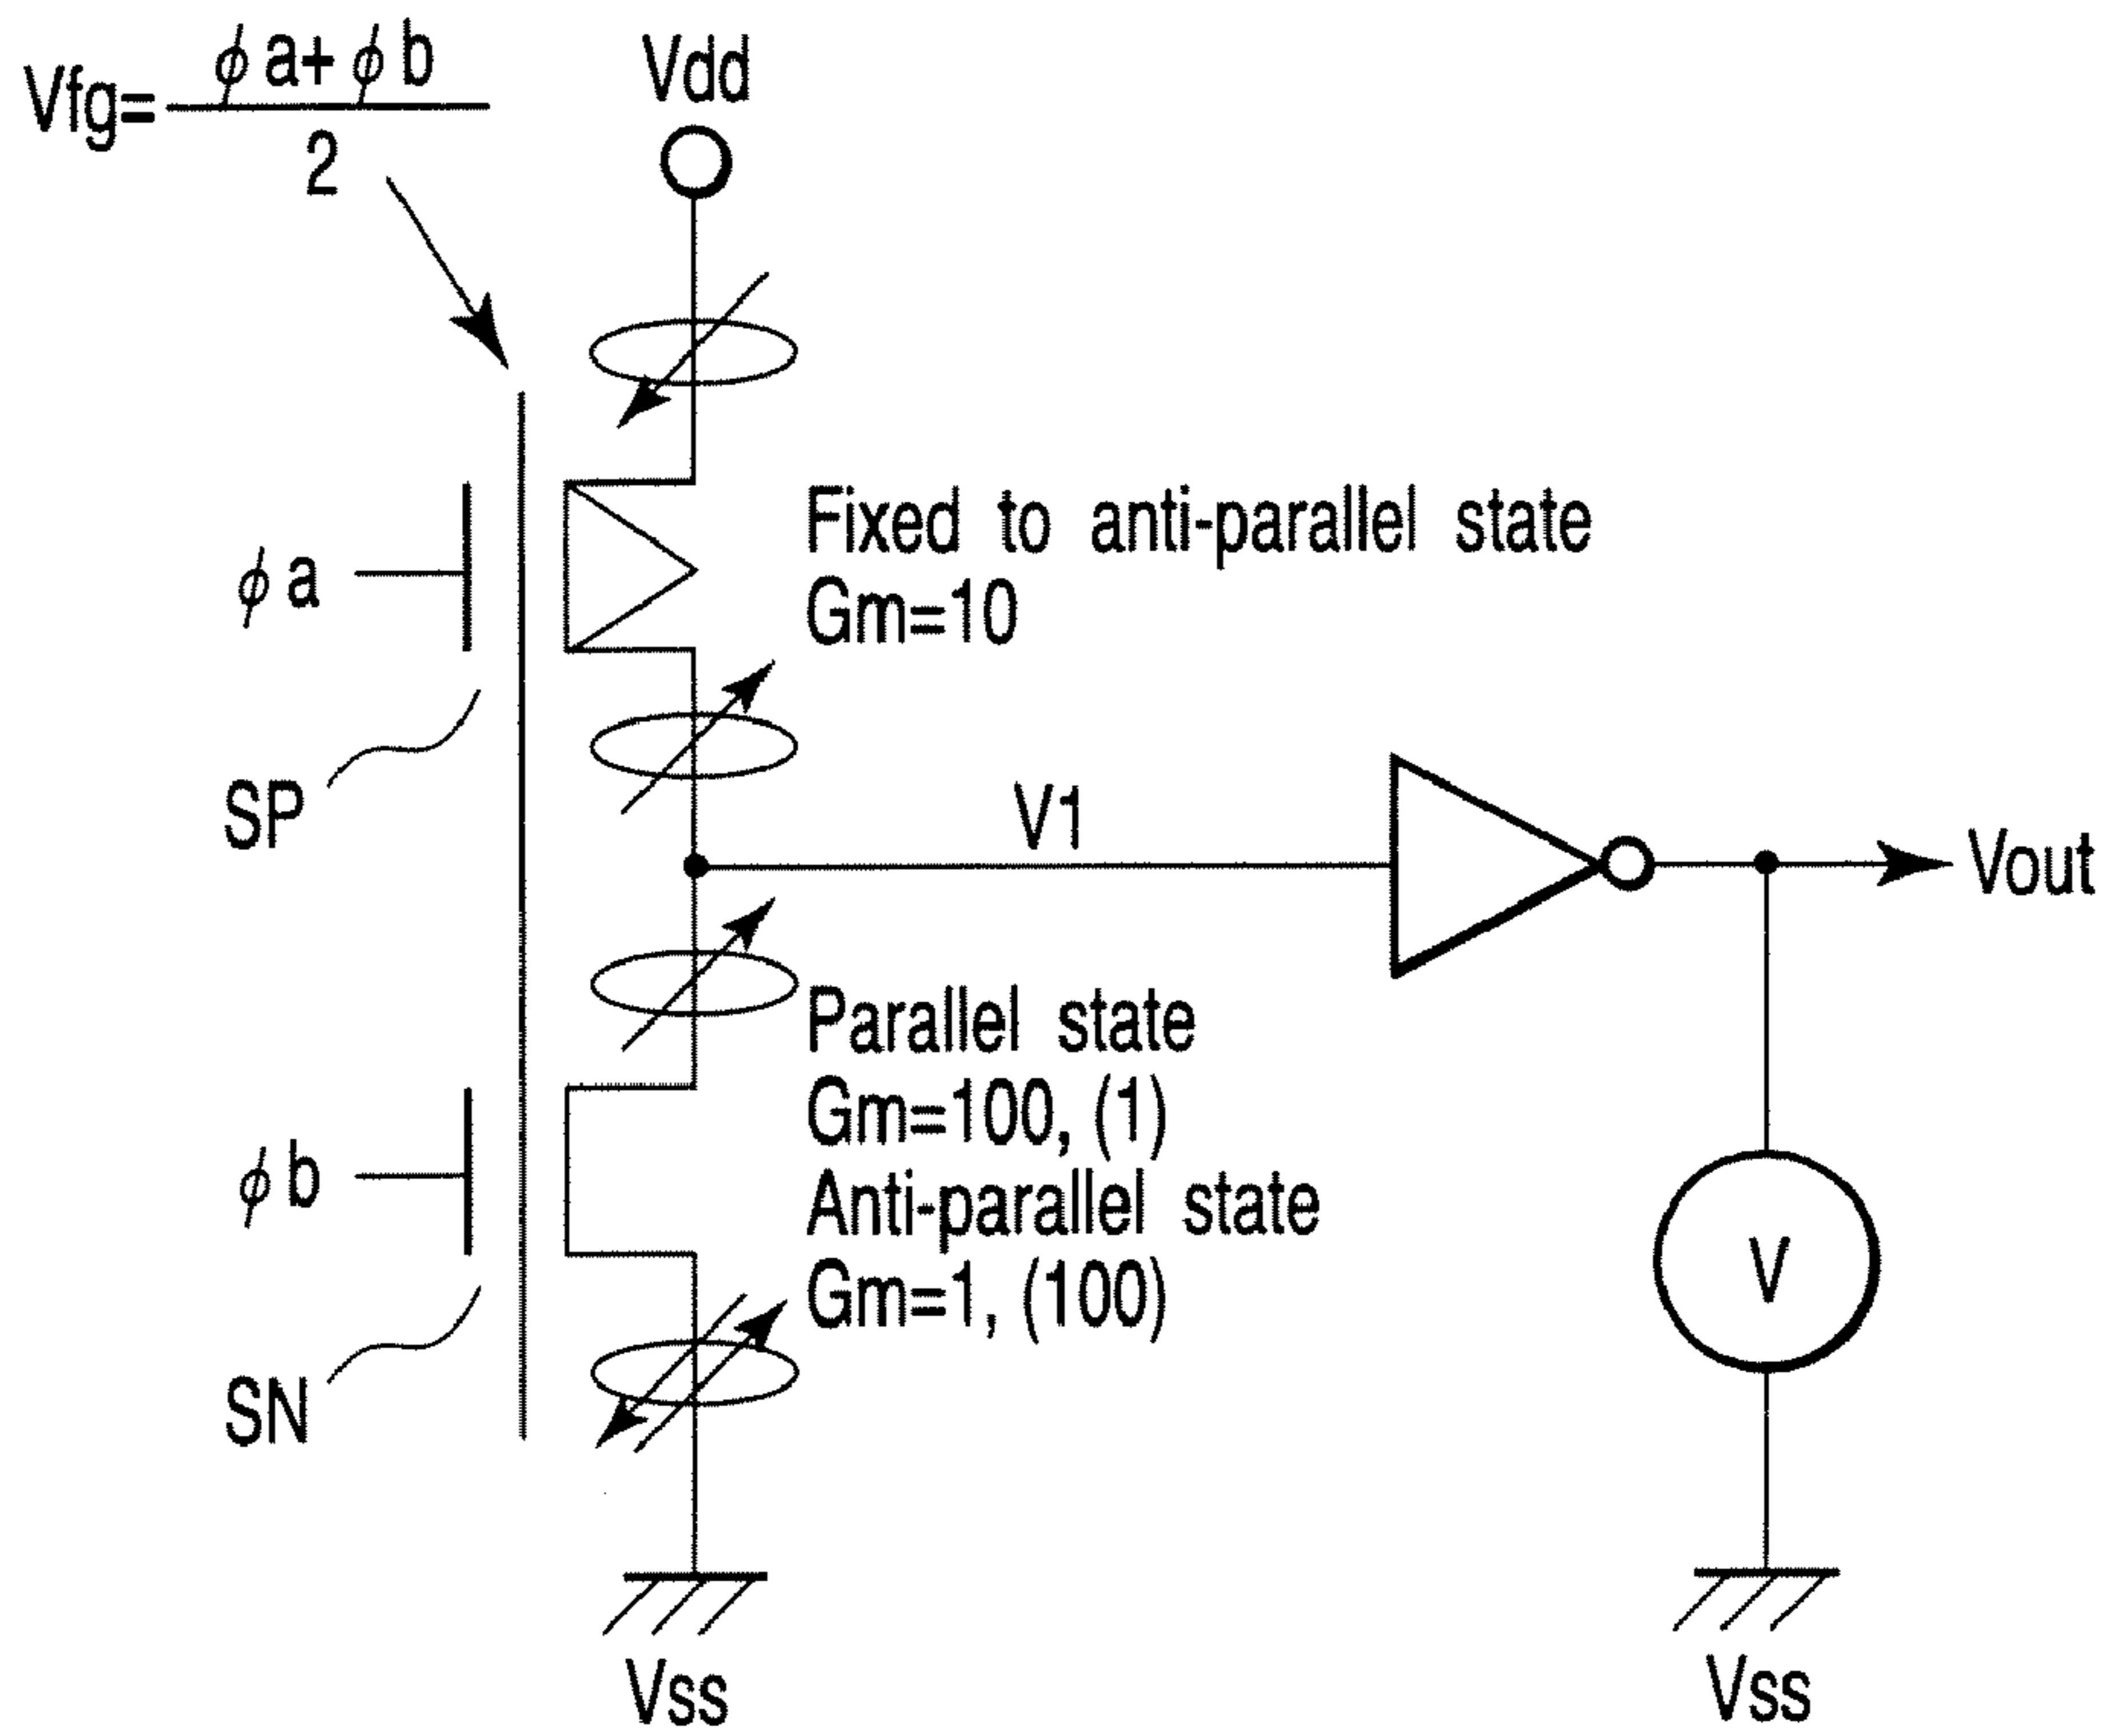 Vfg= ϕa+ϕb
2
Vdd
Fixed to anti-parallel state
ϕa
Gm=10
SP
V1
Vout
Parallel state
Gm=100, (1)
ϕb
Anti-parallel state
Gm=1, (100)
V
SN
Vss
Vss